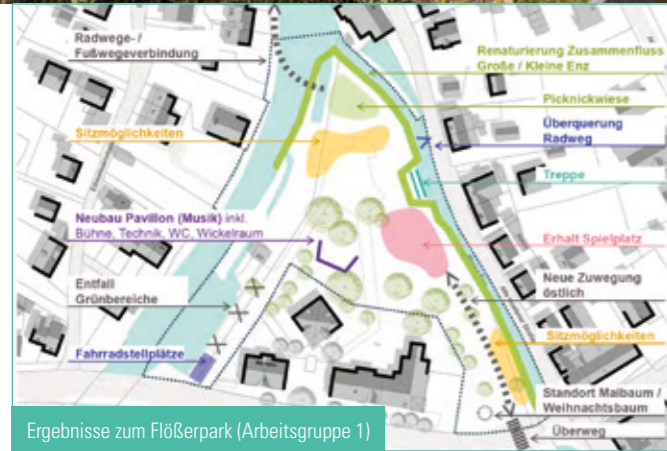 Radwege- /
Fußwegeverbindung
Sitzmöglichkeiten
Neubau Pavillon (Musik) inkl.
Bühne, Technik, WC, Wickelraum
Entfall
Grünbereiche
Fahrradstellplätze
Renaturierung Zusammenfluss
Große / Kleine Enz
Picknickwiese
Überquerung
Radweg
Treppe
Erhalt Spielplatz
Neue Zuwegung
östlich
Sitzmöglichkeiten
Standort Maibaum /
Weihnachtsbaum
Überweg
Ergebnisse zum Flößerpark (Arbeitsgruppe 1)